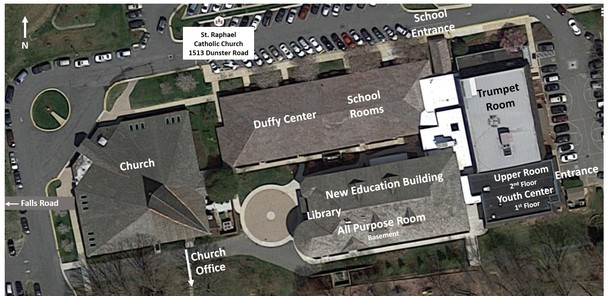 N
St. Raphael
Catholic Church
1513 Dunster Road
School
Entrance
Trumpet
Room
School
Rooms
Duffy Center
Church
New Education Building
Upper Room
2nd Floor
Youth Center
1st Floor
Entrance
Library
All Purpose Room
Basement
Falls Road
Church
Office